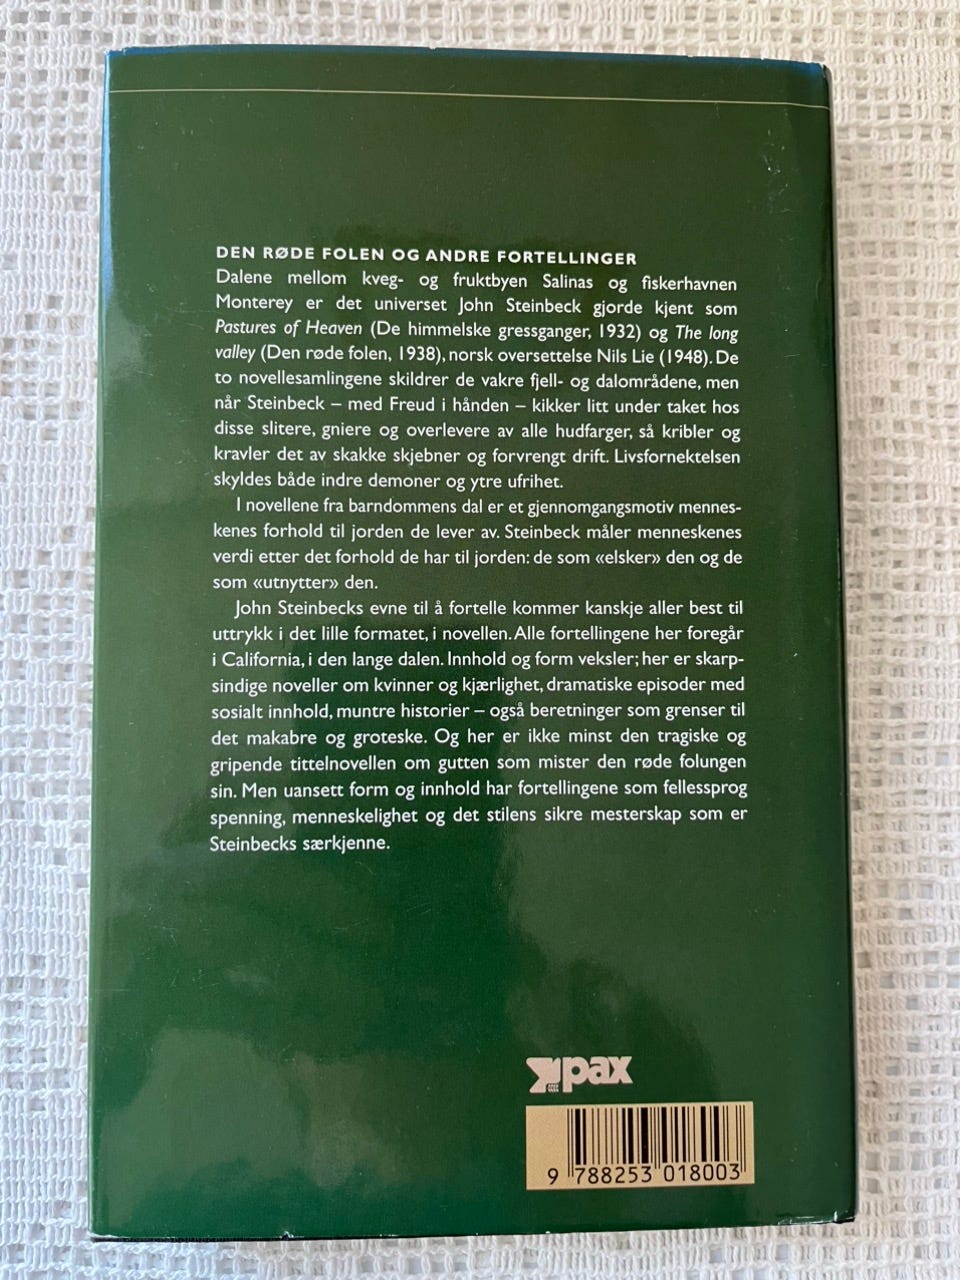 DEN RØDE FOLEN OG ANDRE FORTELLINGER
Dalene mellom kveg- og fruktbyen Salinas og fiskerhavnen
Monterey er det universet John Steinbeck gjorde kjent som
Pastures of Heaven (De himmelske gressganger, 1932) og The long
valley (Den røde folen, 1938), norsk oversettelse Nils Lie (1948). De
to novellesamlingene skildrer de vakre fjell- og dalområdene, men
når Steinbeck – med Freud i hånden – kikker litt under taket hos
disse slitere, gniere og overlevere av alle hudfarger, så kribler og
kravler det av skakke skjebner og forvrengt drift. Livsfornektelsen
skyldes både indre demoner og ytre ufrihet.
I novellene fra barndommens dal er et gjennomgangsmotiv mennes-
kenes forhold til jorden de lever av. Steinbeck måler menneskenes
verdi etter det forhold de har til jorden: de som «elsker» den og de
som «utnytter» den.
John Steinbecks evne til å fortelle kommer kanskje aller best til
uttrykk i det lille formatet, i novellen. Alle fortellingene her foregår
i California, i den lange dalen. Innhold og form veksler; her er skarp-
sindige noveller om kvinner og kjærlighet, dramatiske episoder med
sosialt innhold, muntre historier – også beretninger som grenser til
det makabre og groteske. Og her er ikke minst den tragiske og
gripende tittelnovellen om gutten som mister den røde folungen
sin. Men uansett form og innhold har fortellingene som fellessprog
spenning, menneskelighet og det stilens sikre mesterskap som er
Steinbecks særkjenne.
pax
9 788253 018003